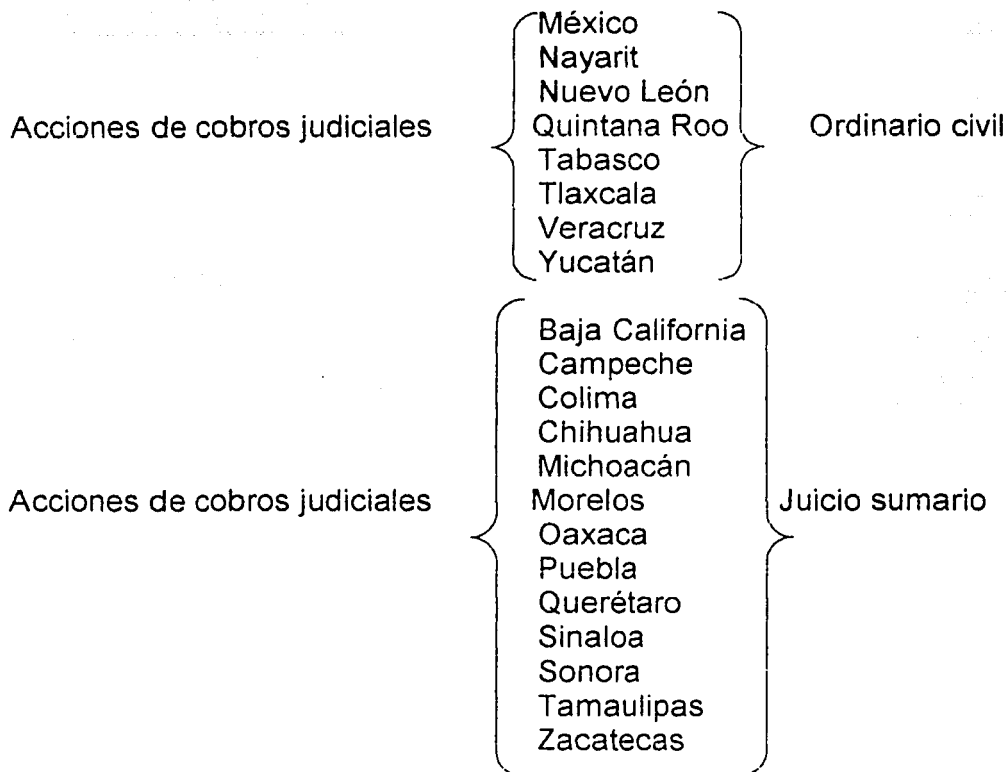 México
Nayarit
Nuevo León
Acciones de cobros judiciales Quintana Roo Ordinario civil
Tabasco
Tlaxcala
Veracruz
Yucatán
Baja California
Campeche
Colima
Chihuahua
Michoacán
Acciones de cobros judiciales Morelos Juicio sumario
Oaxaca
Puebla
Querétaro
Sinaloa
Sonora
Tamaulipas
Zacatecas